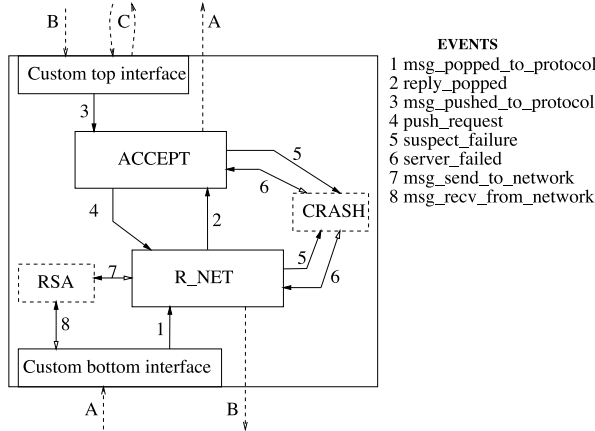 B
C
A
Custom top interface
3
ACCEPT
5
6
CRASH
4
2
5
6
R_NET
RSA
7
8
1
Custom bottom interface
A
B
EVENTS
1 msg_popped_to_protocol
2 reply_popped
3 msg_pushed_to_protocol
4 push_request
5 suspect_failure
6 server_failed
7 msg_send_to_network
8 msg_recv_from_network